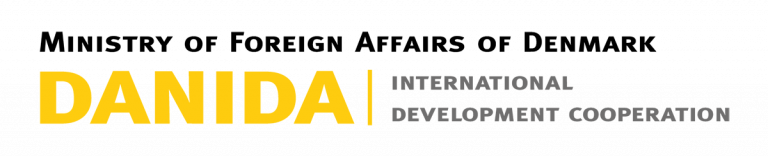 Ministry of Foreign Affairs of Denmark
DANIDA
INTERNATIONAL
DEVELOPMENT COOPERATION